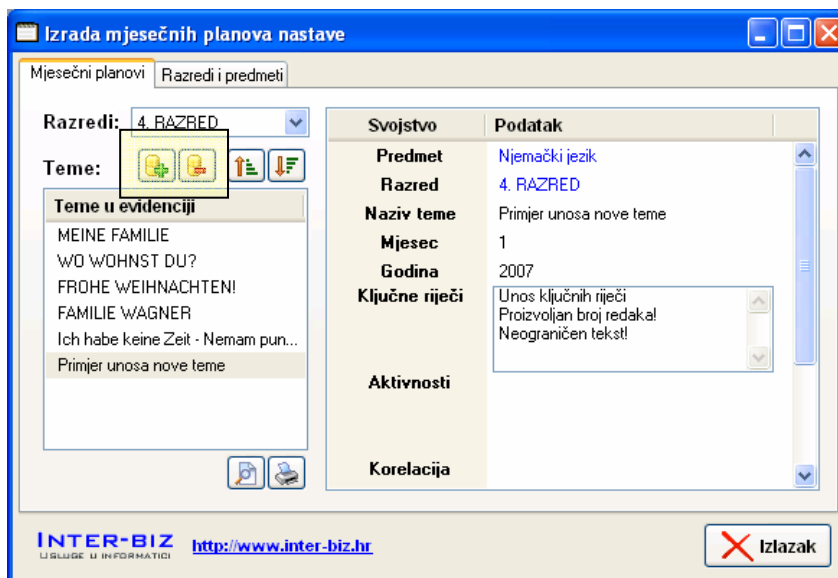 Izrada mjesečnih planova nastave
Mjesečni planovi
Razredi i predmeti
Razredi: 4. RAZRED
Teme:
Teme u evidenciji
MEINE FAMILIE
WO WOHNST DU?
FROHE WEIHNACHTEN!
FAMILIE WAGNER
Ich habe keine Zeit - Nemam pun...
Primjer unosa nove teme
Svojstvo Podatak
Predmet Njemački jezik
Razred 4. RAZRED
Naziv teme Primjer unosa nove teme
Mjesec 1
Godina 2007
Ključne riječi Unos ključnih riječi
Proizvoljan broj redaka!
Neograničen tekst!
Aktivnosti
Korelacija
INTER-BIZ
USLUGE U INFORMATICI
http://www.inter-biz.hr
Izlazak